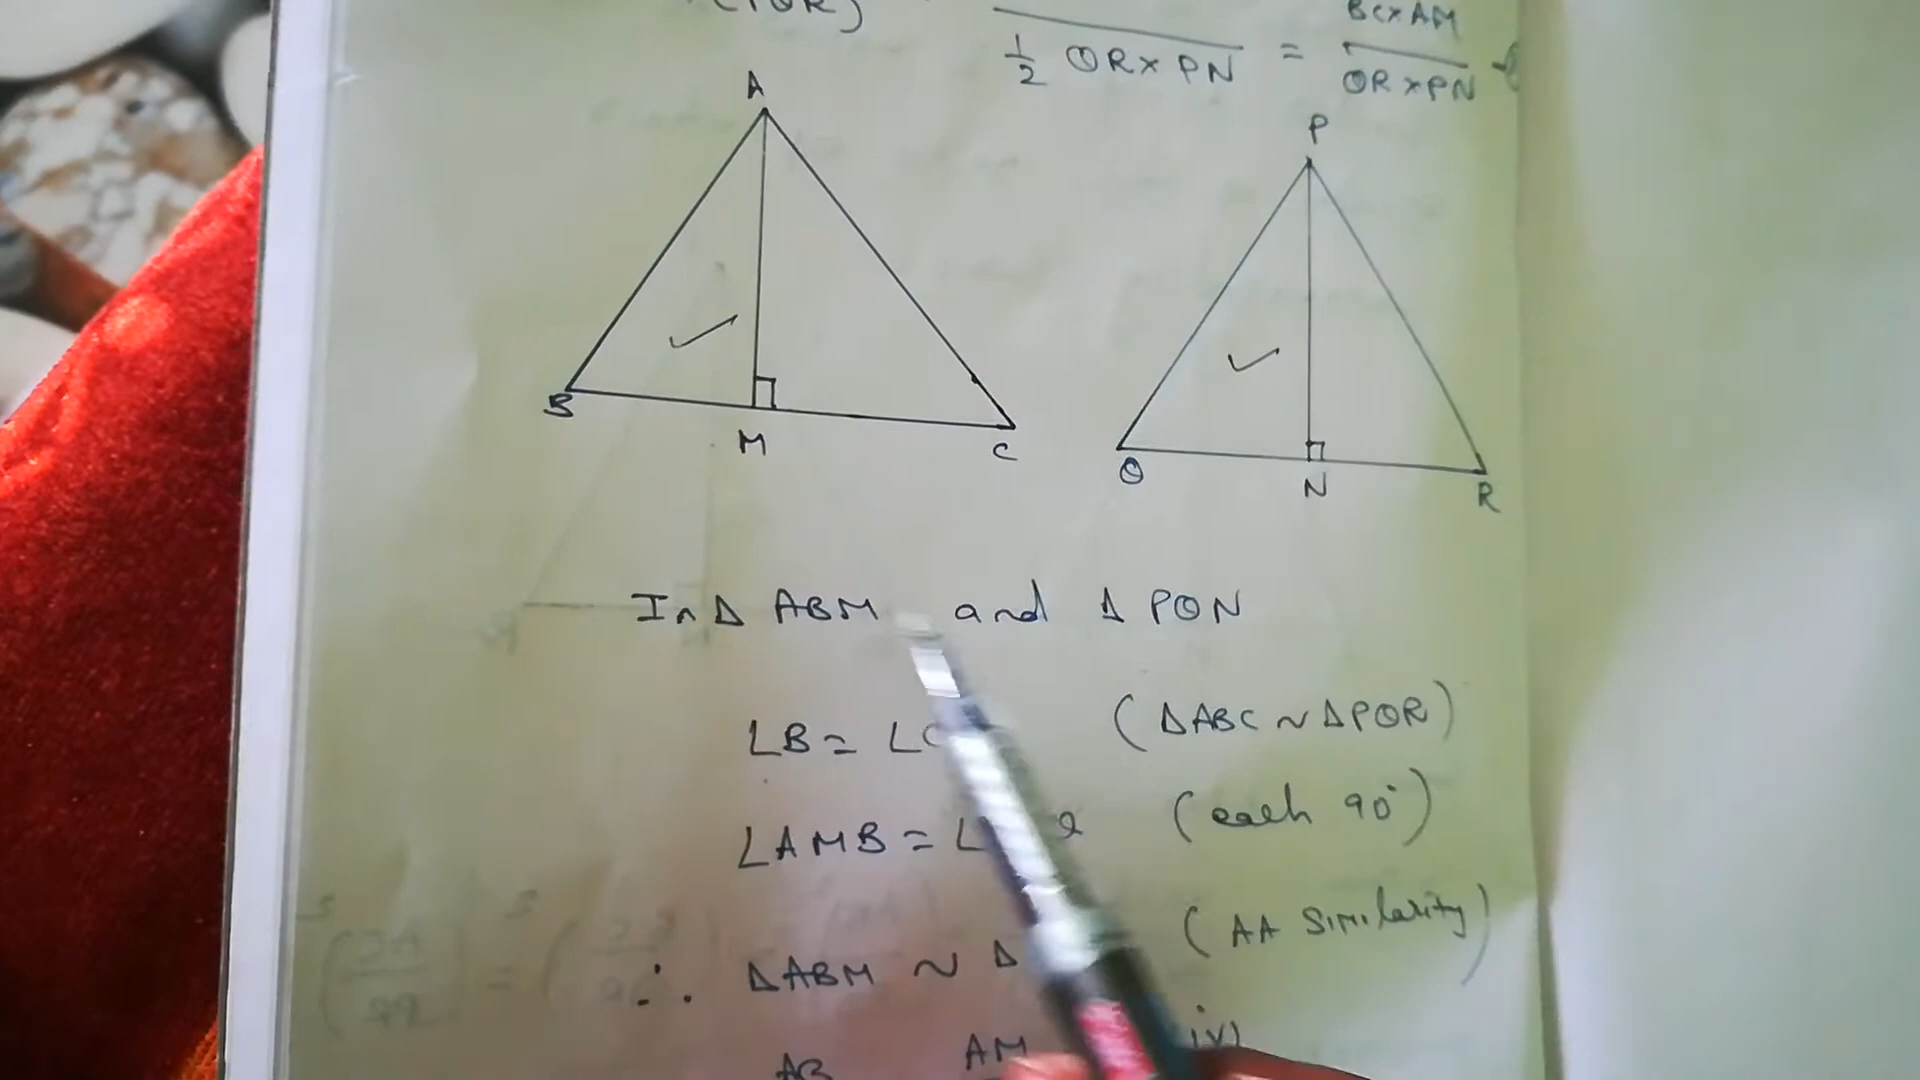 1/2 QR × PN = BC × AM / QR × PN
A
P
B M C
Q N R
In Δ ABM and Δ PQN
∠B = ∠ (ΔABC ~ ΔPQR)
∠AMB = ∠ (each 90°)
∴ ΔABM ~ Δ (AA Similarity)
AB AM